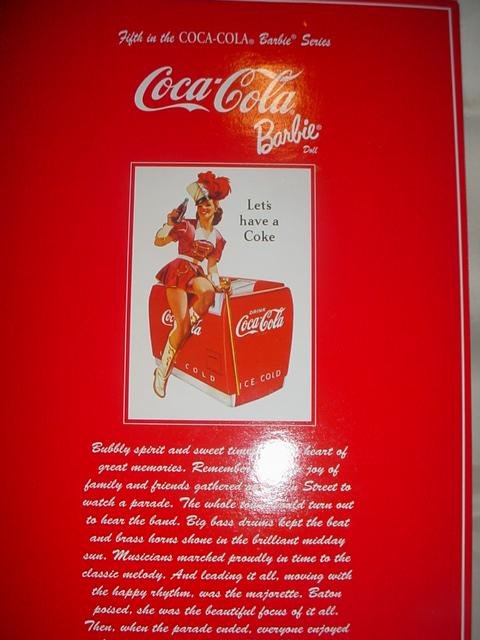 Fifth in the COCA-COLA® Barbie® Series
Coca-Cola
Barbie®
Doll
Let's
have a
Coke
Coca-Cola
DRINK
Coca-Cola
COLD
ICE COLD
Bubbly spirit and sweet heart of
great memories. Remember joy of
family and friends gathered Street to
watch a parade. The whole would turn out
to hear the band. Big bass drums kept the beat
and brass horns shone in the brilliant midday
sun. Musicians marched proudly in time to the
classic melody. And leading it all, moving with
the happy rhythm, was the majorette. Baton
poised, she was the beautiful focus of it all.
Then, when the parade ended, everyone enjoyed